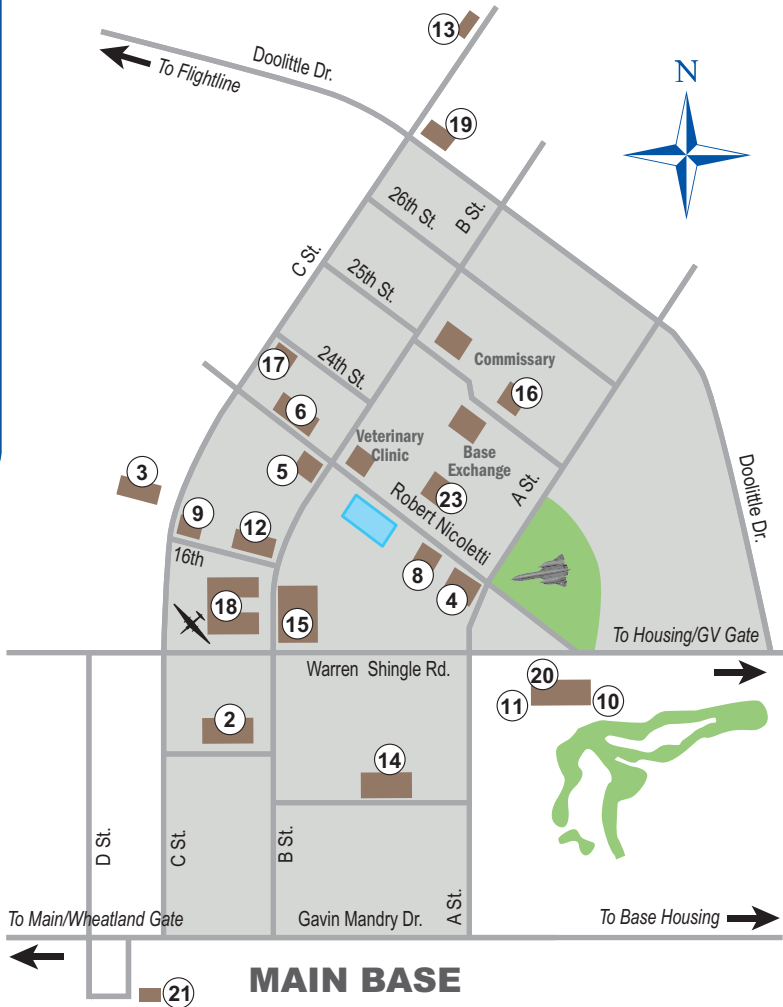 13
Doolittle Dr.
To Flightline
N
19
26th St.
B St.
C St.
25th St.
17
24th St.
Commissary
16
6
Veterinary
Clinic
Base
Exchange
5
3
23
A St.
Doolittle Dr.
Robert Nicoletti
9
12
16th
8
4
18
15
To Housing/GV Gate
Warren Shingle Rd.
20
11
10
2
14
D St.
C St.
B St.
A St.
To Main/Wheatland Gate
Gavin Mandry Dr.
To Base Housing
MAIN BASE
21